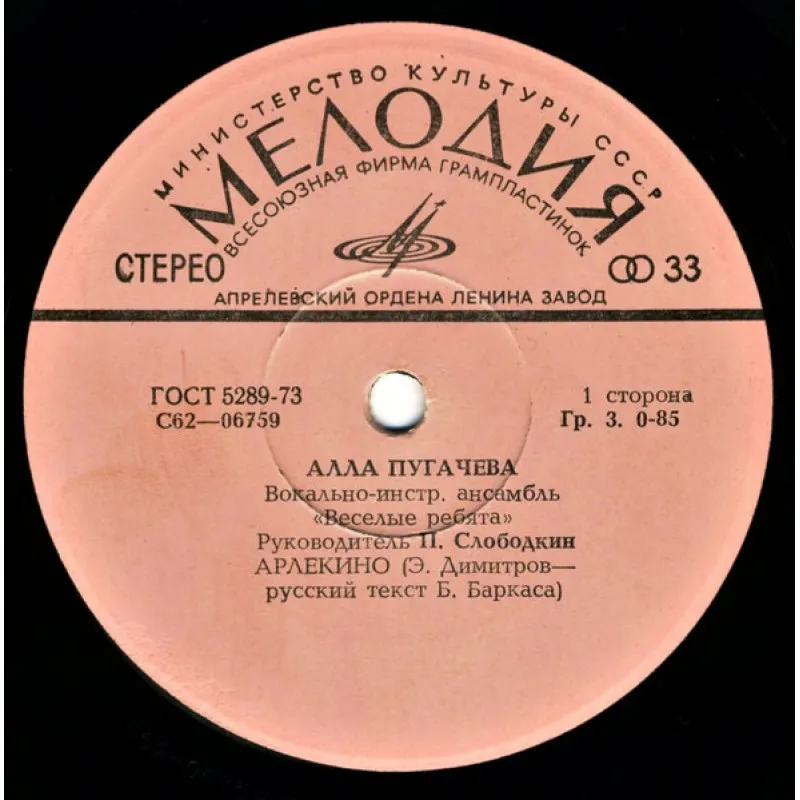 МИНИСТЕРСТВО КУЛЬТУРЫ СССР
МЕЛОДИЯ
ВСЕСОЮЗНАЯ ФИРМА ГРАМПЛАСТИНОК
СТЕРЕО
33
АПРЕЛЕВСКИЙ ОРДЕНА ЛЕНИНА ЗАВОД
ГОСТ 5289-73
1 сторона
С62—06759
Гр. 3. 0-85
АЛЛА ПУГАЧЕВА
Вокально-инстр. ансамбль
«Веселые ребята»
Руководитель П. Слободкин
АРЛЕКИНО (Э. Димитров—
русский текст Б. Баркаса)